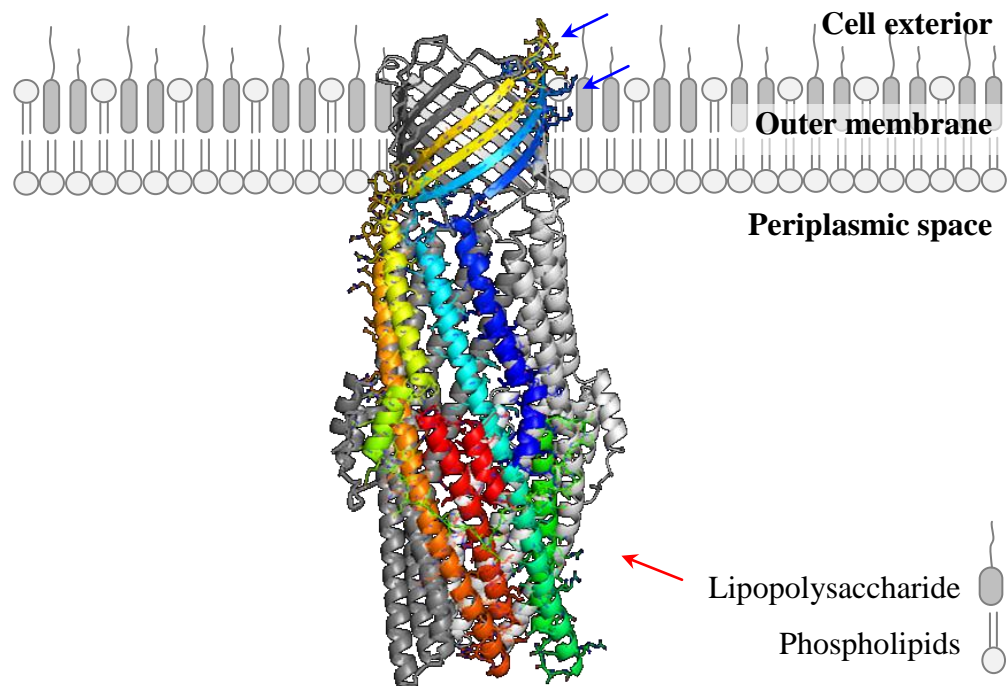 Cell exterior
Outer membrane
Periplasmic space
Lipopolysaccharide
Phospholipids